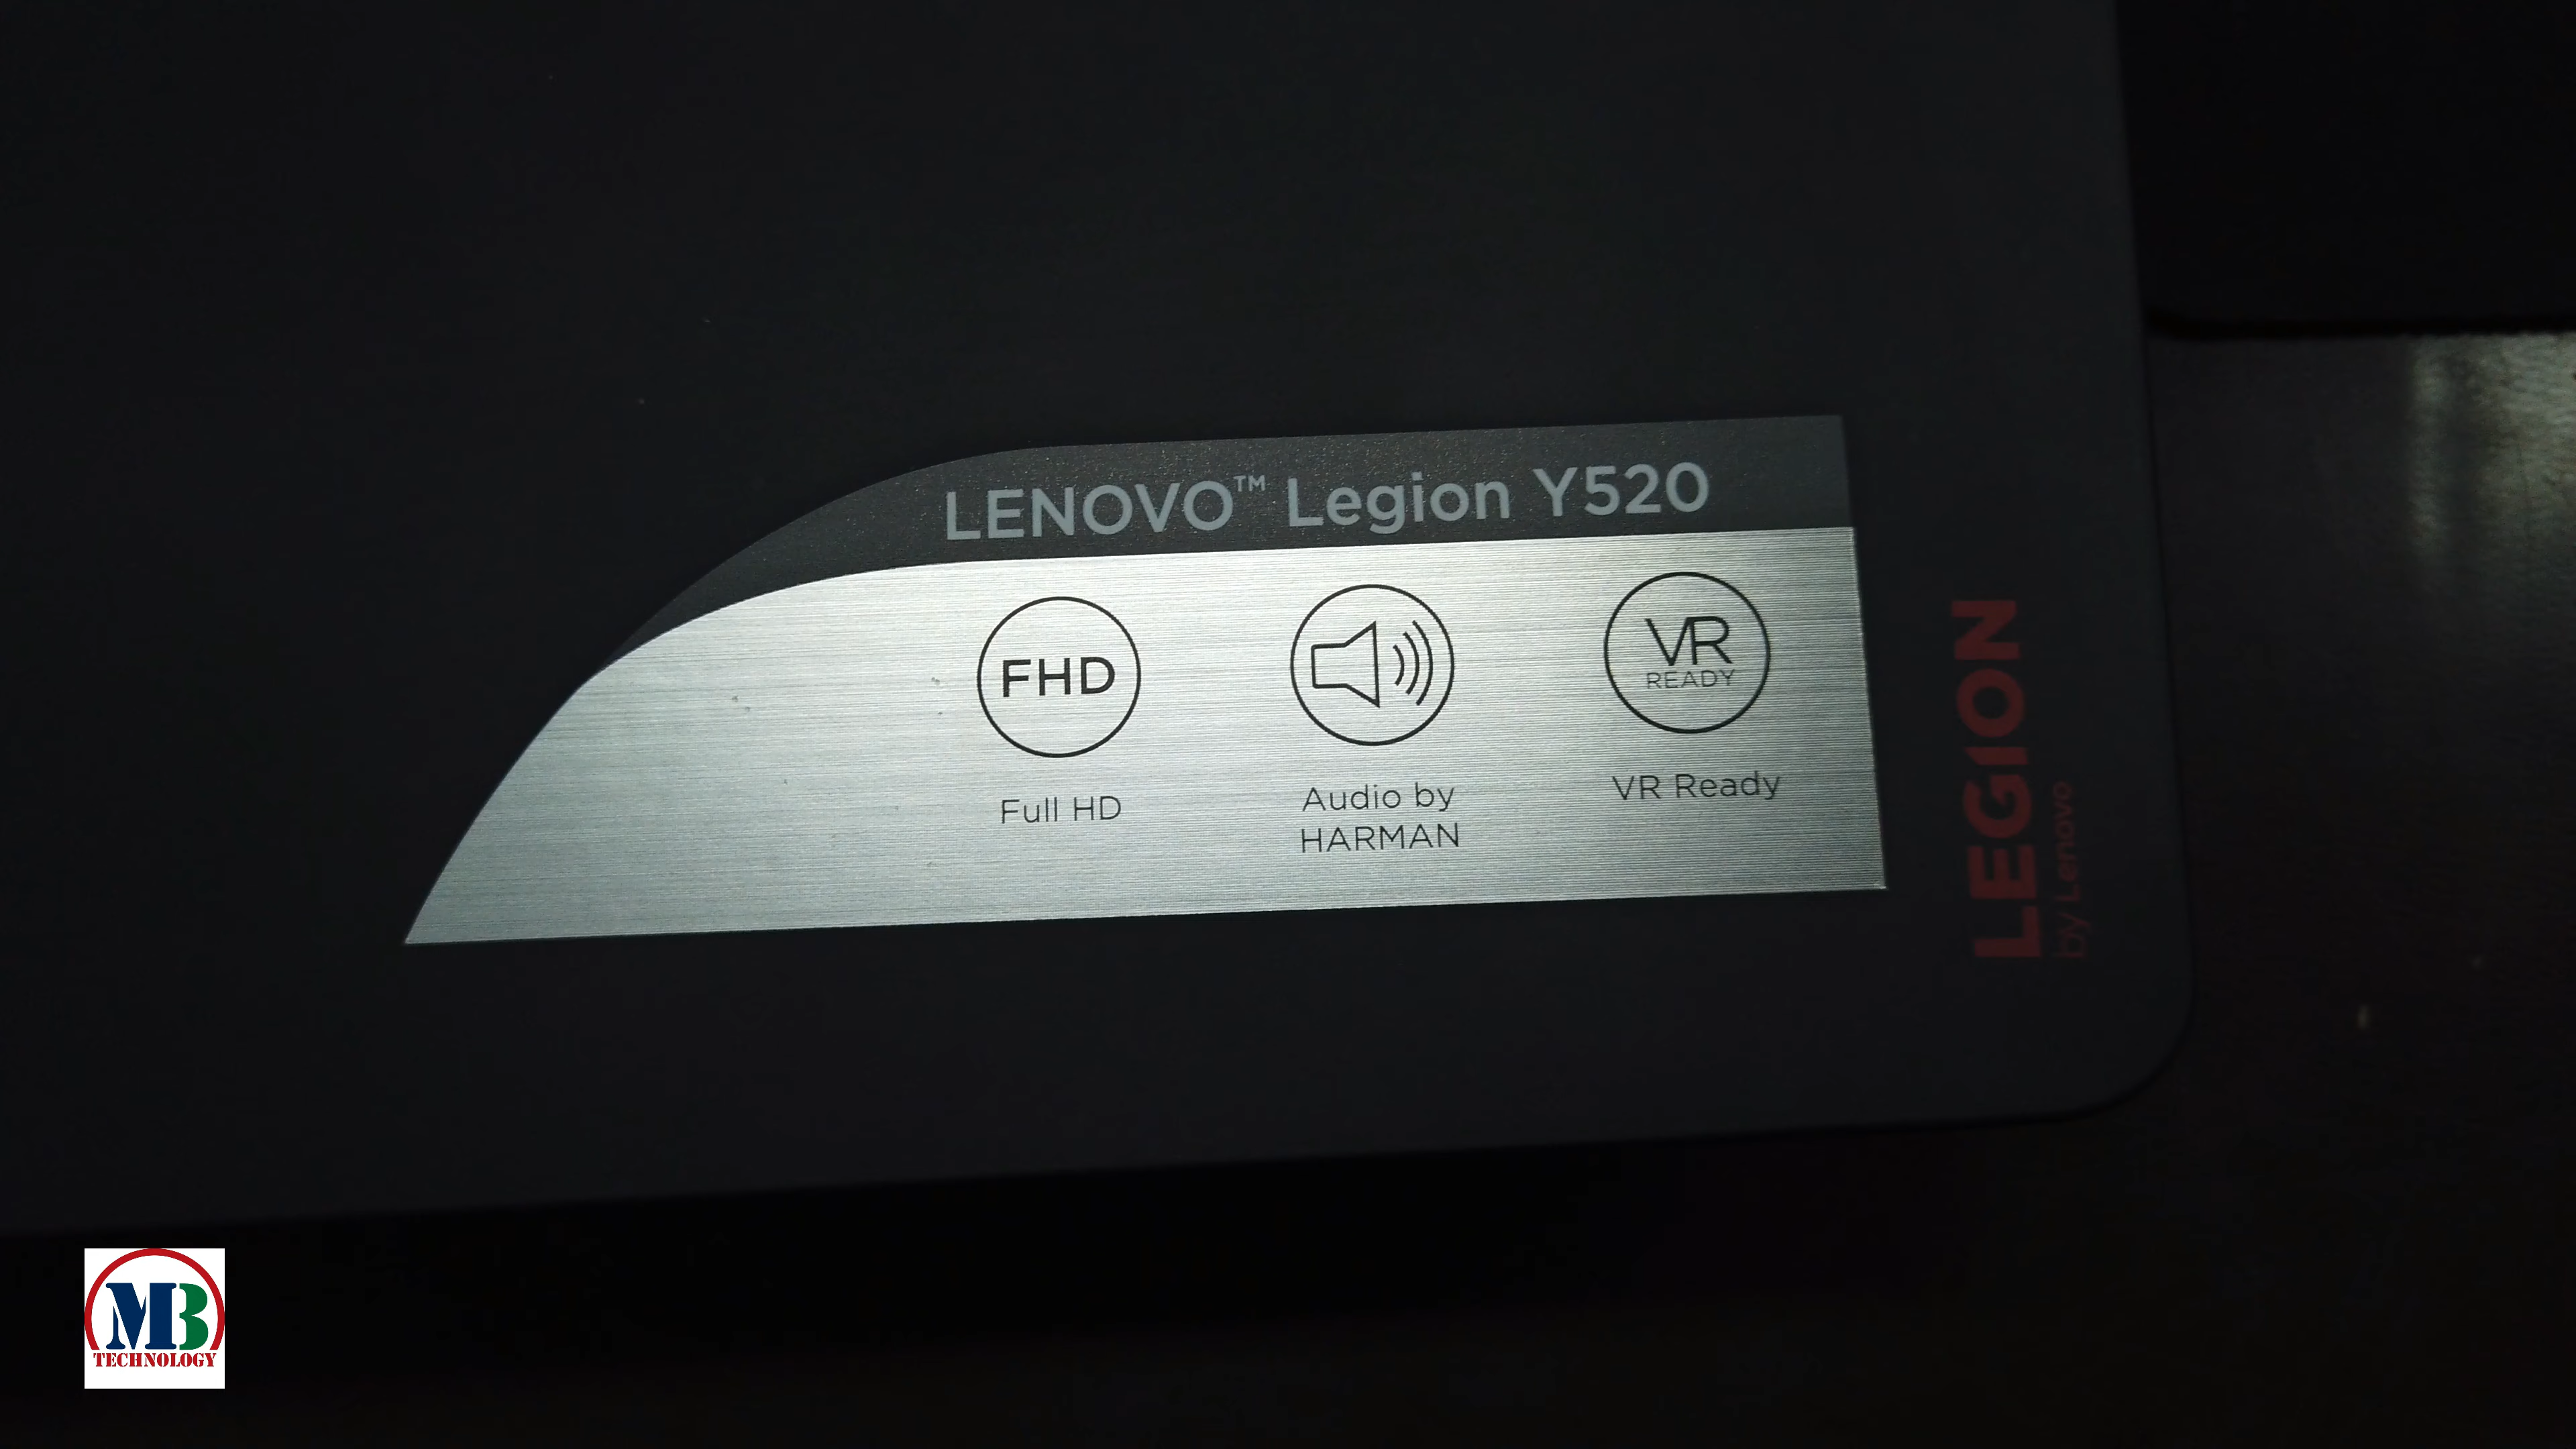 LENOVO™ Legion Y520
FHD
Full HD
Audio by
HARMAN
VR
READY
VR Ready
LEGION
by Lenovo
MB
TECHNOLOGY